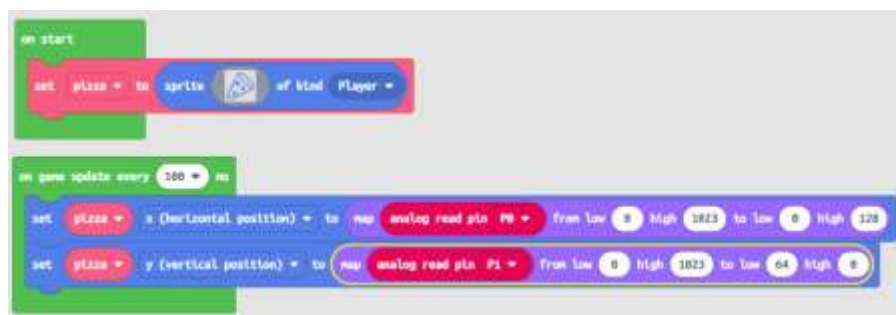 on start
set pizza to sprite of kind Player
on game update every 100 ms
set pizza x (horizontal position) to map analog read pin P0 from low 0 high 1023 to low 0 high 128
set pizza y (vertical position) to map analog read pin P1 from low 0 high 1023 to low 64 high 0